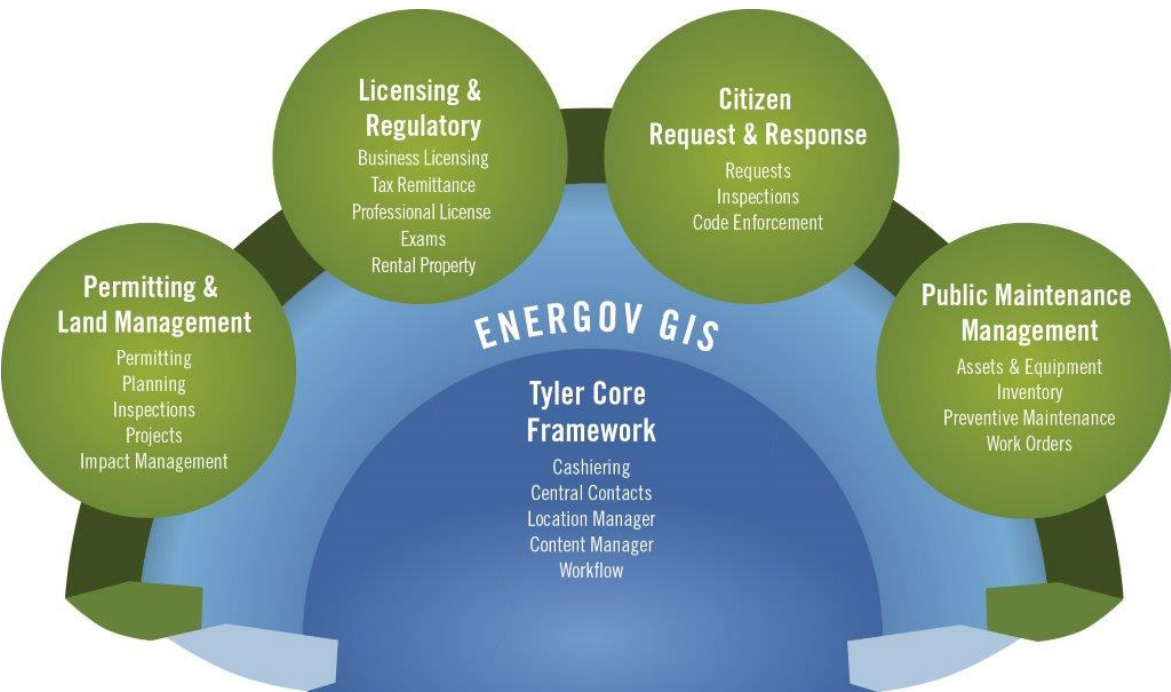 Licensing &
Regulatory
Business Licensing
Tax Remittance
Professional License
Exams
Rental Property
Citizen
Request & Response
Requests
Inspections
Code Enforcement
Permitting &
Land Management
Permitting
Planning
Inspections
Projects
Impact Management
Public Maintenance
Management
Assets & Equipment
Inventory
Preventive Maintenance
Work Orders
ENERGOV GIS
Tyler Core
Framework
Cashiering
Central Contacts
Location Manager
Content Manager
Workflow